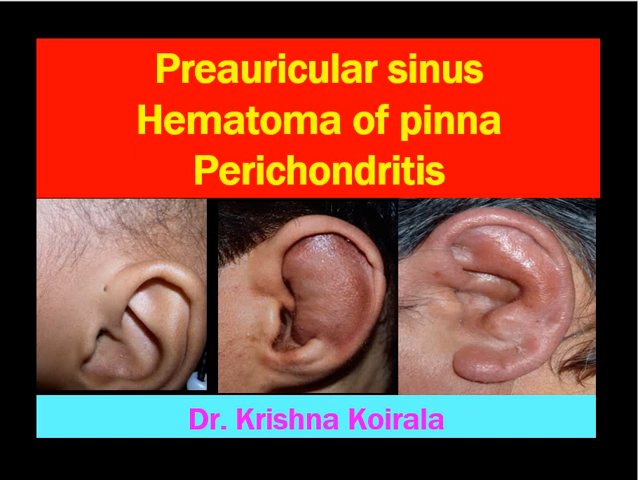 Preauricular sinus
Hematoma of pinna
Perichondritis
Dr. Krishna Koirala